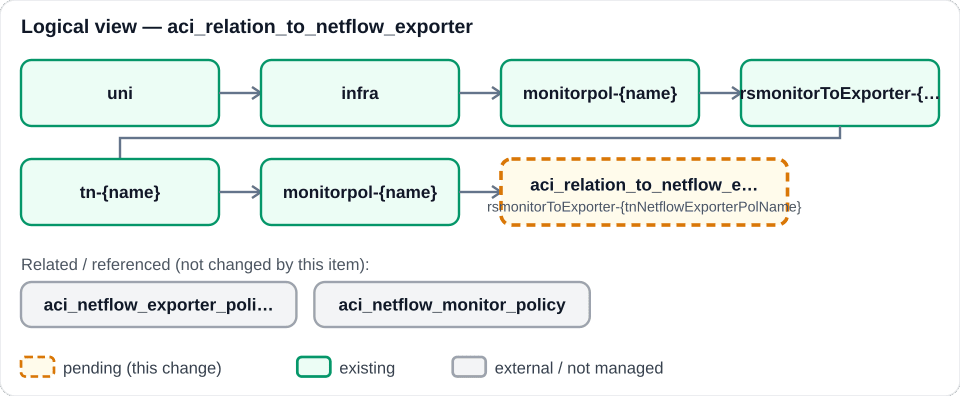 Logical view — aci_relation_to_netflow_exporter
uni
infra
monitorpol-{name}
rsmonitorToExporter-{…
tn-{name}
monitorpol-{name}
aci_relation_to_netflow_e…
rsmonitorToExporter-{tnNetflowExporterPolName}
Related / referenced (not changed by this item):
aci_netflow_exporter_poli…
aci_netflow_monitor_policy
pending (this change)
existing
external / not managed